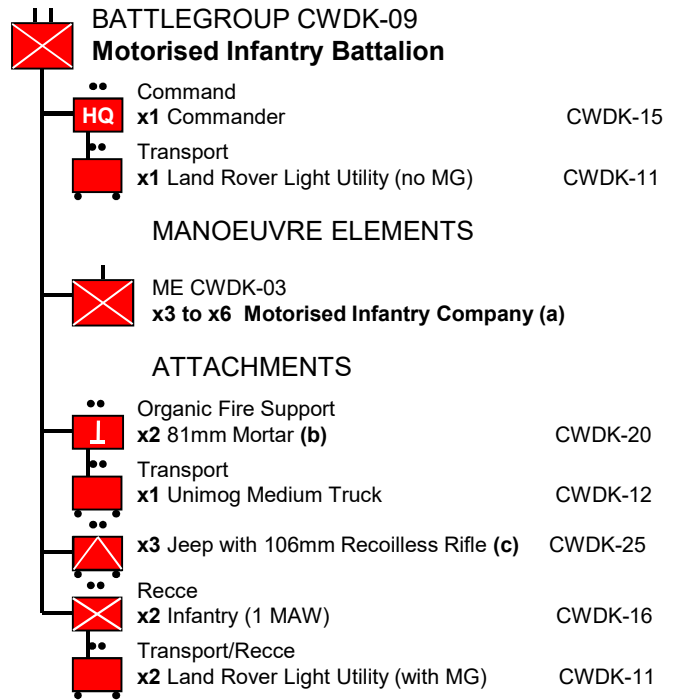 BATTLEGROUP CWDK-09
Motorised Infantry Battalion
Command
HQ x1 Commander CWDK-15
Transport
x1 Land Rover Light Utility (no MG) CWDK-11
MANOEUVRE ELEMENTS
ME CWDK-03
x3 to x6 Motorised Infantry Company (a)
ATTACHMENTS
Organic Fire Support
x2 81mm Mortar (b) CWDK-20
Transport
x1 Unimog Medium Truck CWDK-12
x3 Jeep with 106mm Recoilless Rifle (c) CWDK-25
Recce
x2 Infantry (1 MAW) CWDK-16
Transport/Recce
x2 Land Rover Light Utility (with MG) CWDK-11